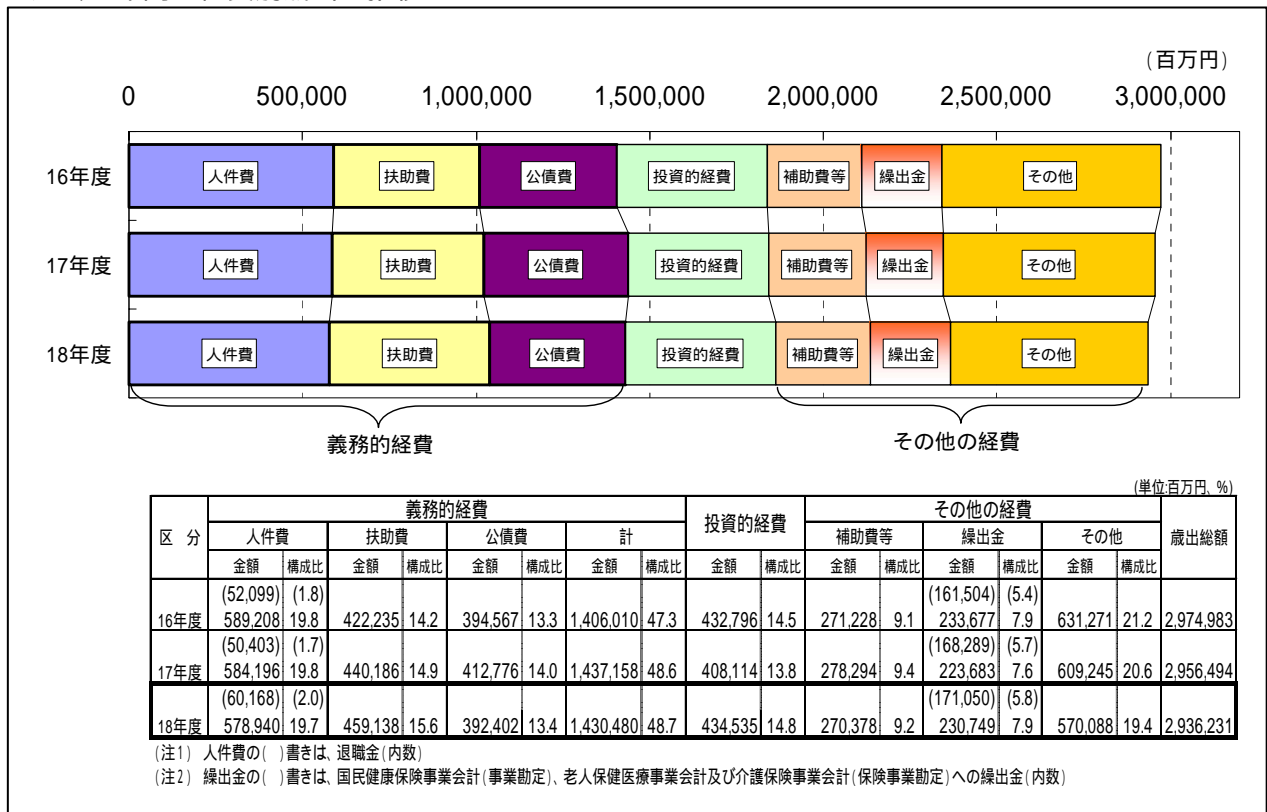 (百万円)
0 500,000 1,000,000 1,500,000 2,000,000 2,500,000 3,000,000
16年度 人件費 扶助費 公債費 投資的経費 補助費等 繰出金 その他
17年度 人件費 扶助費 公債費 投資的経費 補助費等 繰出金 その他
18年度 人件費 扶助費 公債費 投資的経費 補助費等 繰出金 その他
義務的経費 その他の経費
(単位:百万円、%)
区 分 義務的経費 投資的経費 その他の経費 歳出総額
人件費 扶助費 公債費 計 補助費等 繰出金 その他
金額 構成比 金額 構成比 金額 構成比 金額 構成比 金額 構成比 金額 構成比 金額 構成比 金額 構成比
(52,099) (1.8) (161,504) (5.4)
16年度 589,208 19.8 422,235 14.2 394,567 13.3 1,406,010 47.3 432,796 14.5 271,228 9.1 233,677 7.9 631,271 21.2 2,974,983
(50,403) (1.7) (168,289) (5.7)
17年度 584,196 19.8 440,186 14.9 412,776 14.0 1,437,158 48.6 408,114 13.8 278,294 9.4 223,683 7.6 609,245 20.6 2,956,494
(60,168) (2.0) (171,050) (5.8)
18年度 578,940 19.7 459,138 15.6 392,402 13.4 1,430,480 48.7 434,535 14.8 270,378 9.2 230,749 7.9 570,088 19.4 2,936,231
(注1) 人件費の( )書きは、退職金(内数)
(注2) 繰出金の( )書きは、国民健康保険事業会計(事業勘定)、老人保健医療事業会計及び介護保険事業会計(保険事業勘定)への繰出金(内数)